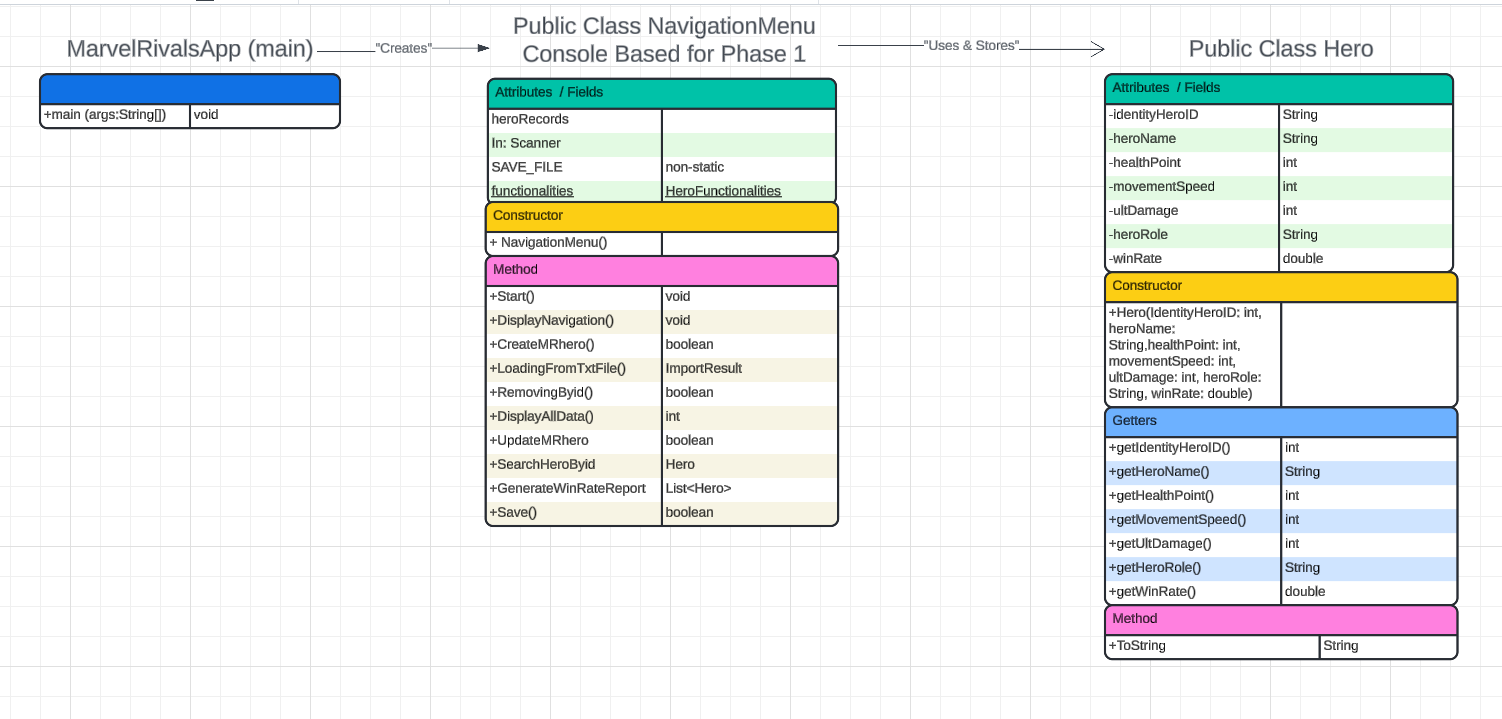 MarvelRivalsApp (main)
"Creates"
+main (args:String[]) void
Public Class NavigationMenu
Console Based for Phase 1
Attributes / Fields
heroRecords
In: Scanner
SAVE_FILE non-static
functionalities HeroFunctionalities
Constructor
+ NavigationMenu()
Method
+Start() void
+DisplayNavigation() void
+CreateMRhero() boolean
+LoadingFromTxtFile() ImportResult
+RemovingByid() boolean
+DisplayAllData() int
+UpdateMRhero boolean
+SearchHeroByid Hero
+GenerateWinRateReport List<Hero>
+Save() boolean
"Uses & Stores"
Public Class Hero
Attributes / Fields
-identityHeroID String
-heroName String
-healthPoint int
-movementSpeed int
-ultDamage int
-heroRole String
-winRate double
Constructor
+Hero(IdentityHeroID: int,
heroName:
String,healthPoint: int,
movementSpeed: int,
ultDamage: int, heroRole:
String, winRate: double)
Getters
+getIdentityHeroID() int
+getHeroName() String
+getHealthPoint() int
+getMovementSpeed() int
+getUltDamage() int
+getHeroRole() String
+getWinRate() double
Method
+ToString String